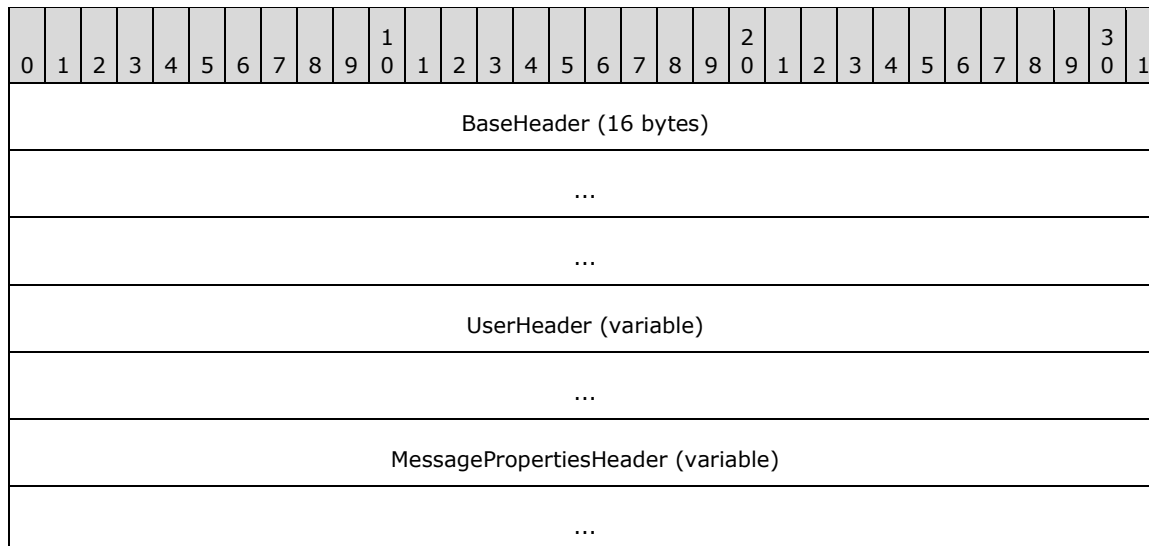 1 2 3
0 1 2 3 4 5 6 7 8 9 0 1 2 3 4 5 6 7 8 9 0 1 2 3 4 5 6 7 8 9 0 1
BaseHeader (16 bytes)
...
...
UserHeader (variable)
...
MessagePropertiesHeader (variable)
...